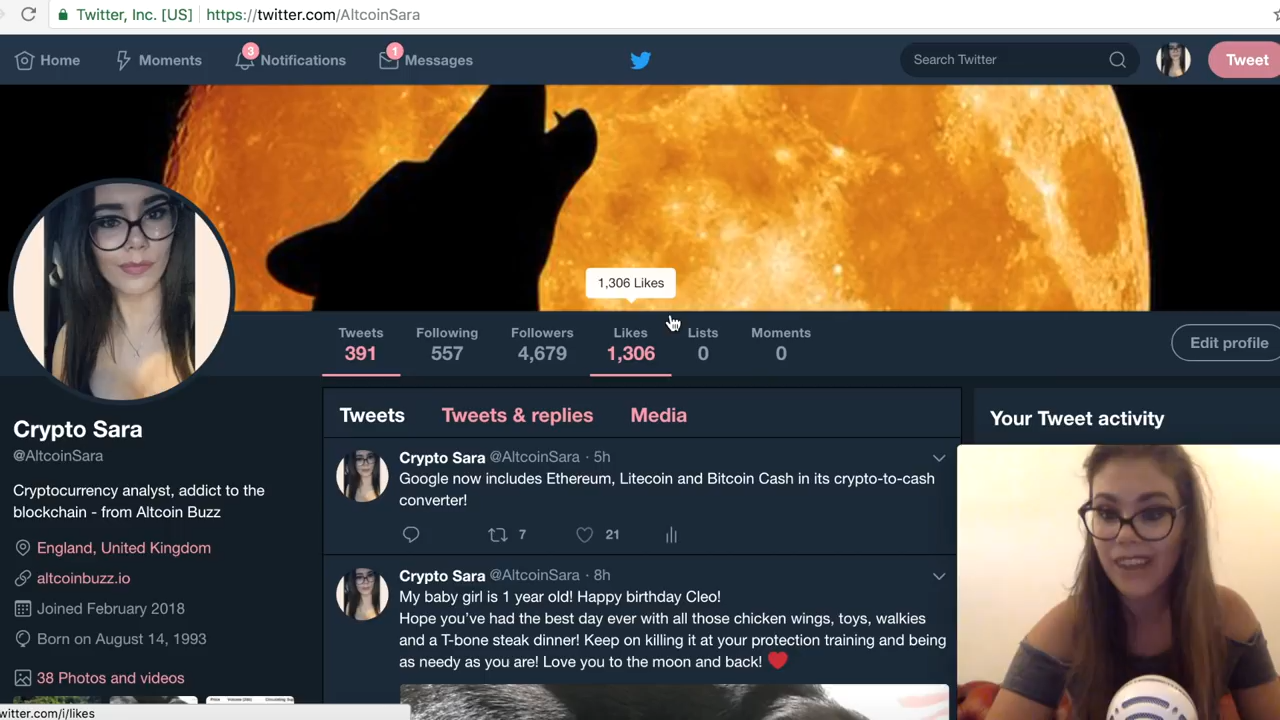 Twitter, Inc. [US] https://twitter.com/AltcoinSara
Home Moments 3 Notifications 1 Messages Search Twitter Tweet
1,306 Likes
Tweets Following Followers Likes Lists Moments
391 557 4,679 1,306 0 0
Edit profile
Crypto Sara
@AltcoinSara
Cryptocurrency analyst, addict to the
blockchain - from Altcoin Buzz
England, United Kingdom
altcoinbuzz.io
Joined February 2018
Born on August 14, 1993
38 Photos and videos
Tweets Tweets & replies Media
Crypto Sara @AltcoinSara · 5h
Google now includes Ethereum, Litecoin and Bitcoin Cash in its crypto-to-cash
converter!
7 21
Crypto Sara @AltcoinSara · 8h
My baby girl is 1 year old! Happy birthday Cleo!
Hope you've had the best day ever with all those chicken wings, toys, walkies
and a T-bone steak dinner! Keep on killing it at your protection training and being
as needy as you are! Love you to the moon and back! ❤️
Your Tweet activity
twitter.com/i/likes